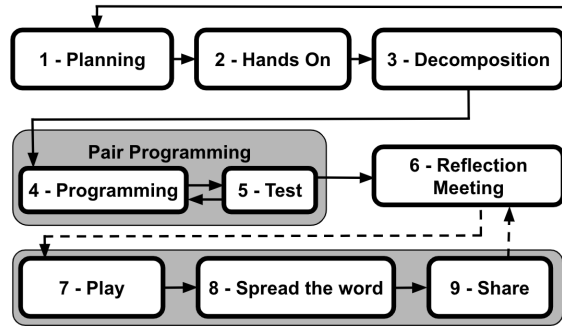 1 - Planning
2 - Hands On
3 - Decomposition
Pair Programming
4 - Programming
5 - Test
6 - Reflection
Meeting
7 - Play
8 - Spread the word
9 - Share